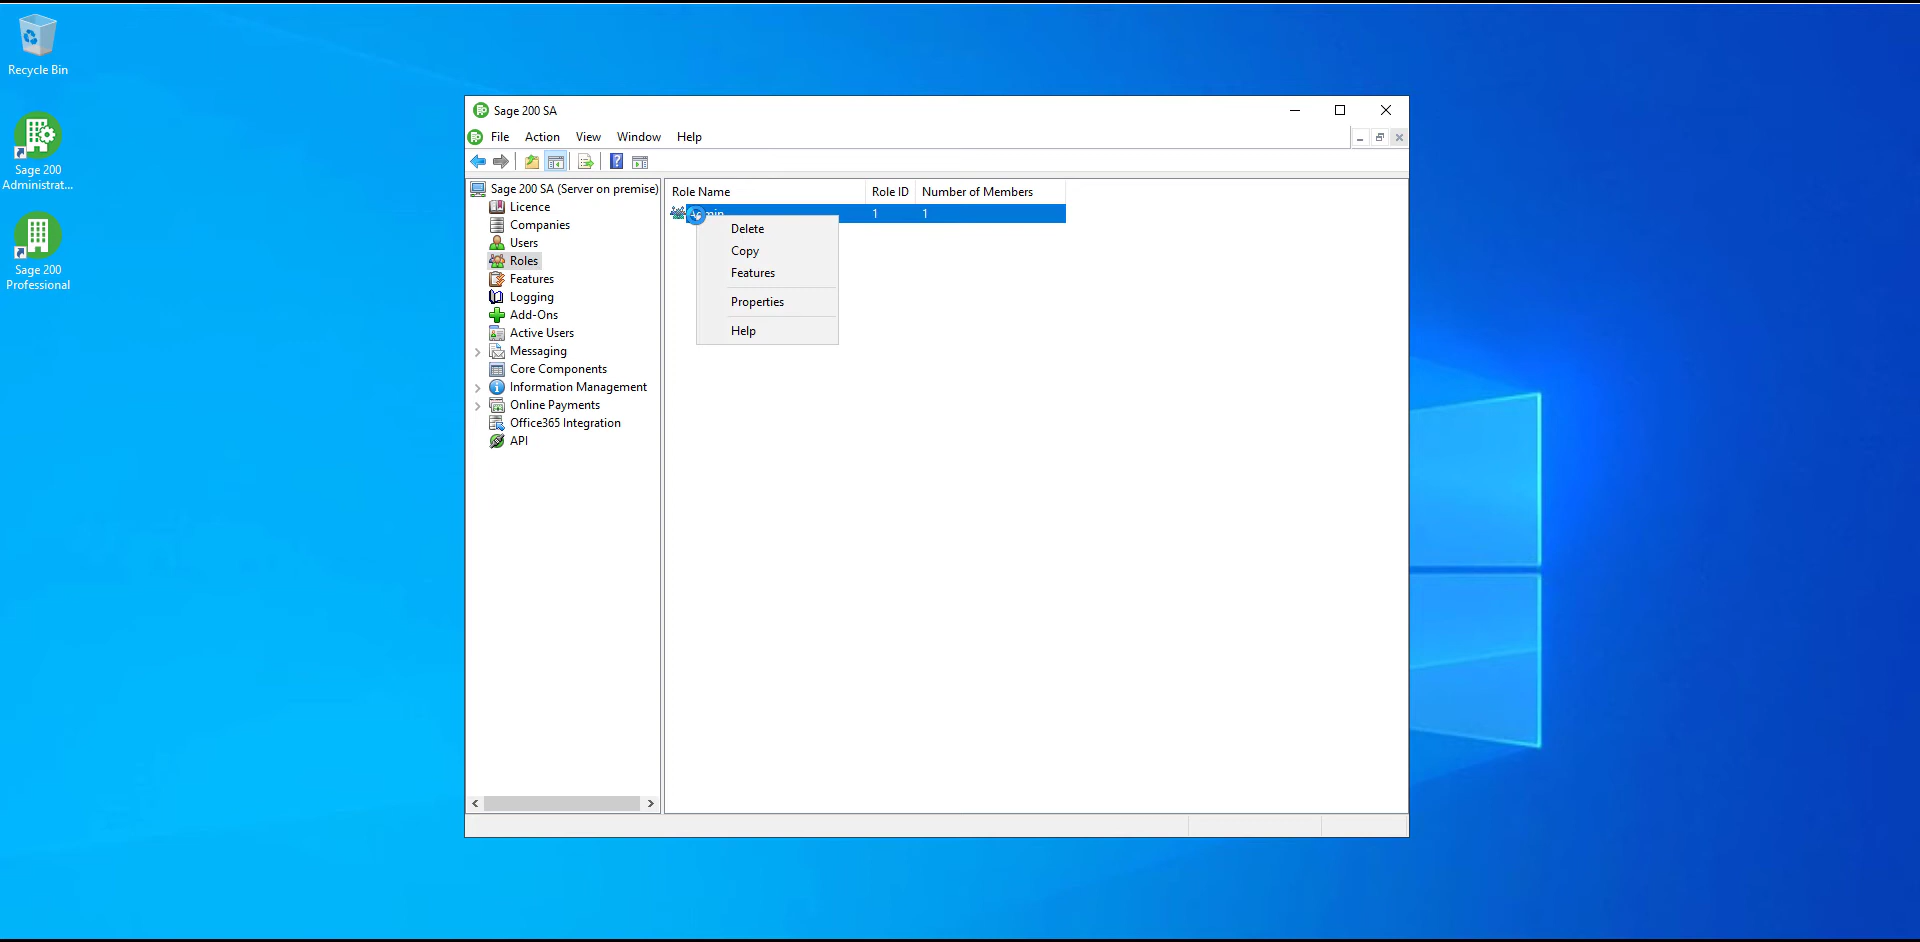 Recycle Bin
Sage 200
Administrat...
Sage 200
Professional
Sage 200 SA
File Action View Window Help
Sage 200 SA (Server on premise)
Licence
Companies
Users
Roles
Features
Logging
Add-Ons
Active Users
Messaging
Core Components
Information Management
Online Payments
Office365 Integration
API
Role Name Role ID Number of Members
1 1
Delete
Copy
Features
Properties
Help